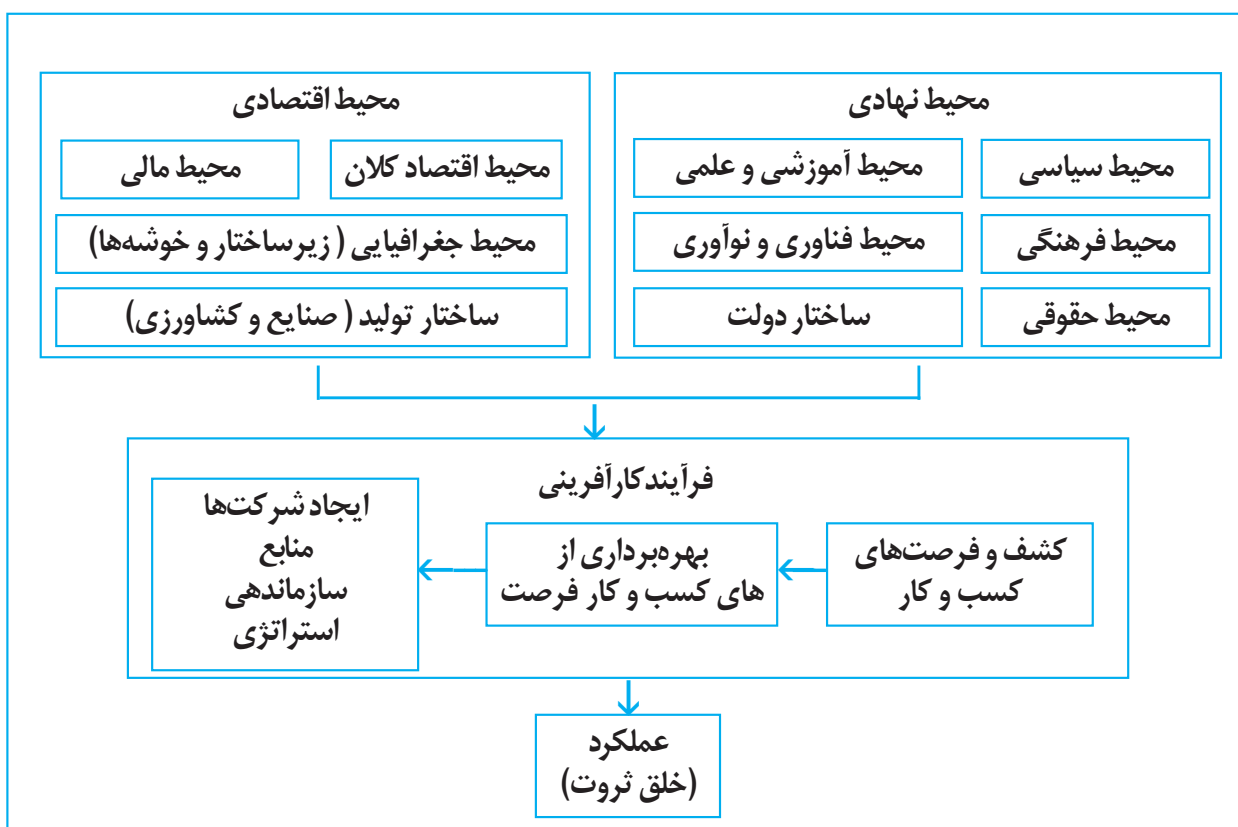 محیط نهادی
محیط سیاسی
محیط آموزشی و علمی
محیط فرهنگی
محیط فناوری و نوآوری
محیط حقوقی
ساختار دولت
محیط اقتصادی
محیط اقتصاد کلان
محیط مالی
محیط جغرافیایی ( زیرساختار و خوشه‌ها)
ساختار تولید ( صنایع و کشاورزی)
فرآیندکارآفرینی
کشف و فرصت‌های
کسب و کار
بهره‌برداری از
های کسب و کار فرصت
ایجاد شرکت‌ها
منابع
سازماندهی
استراتژی
عملکرد
(خلق ثروت)